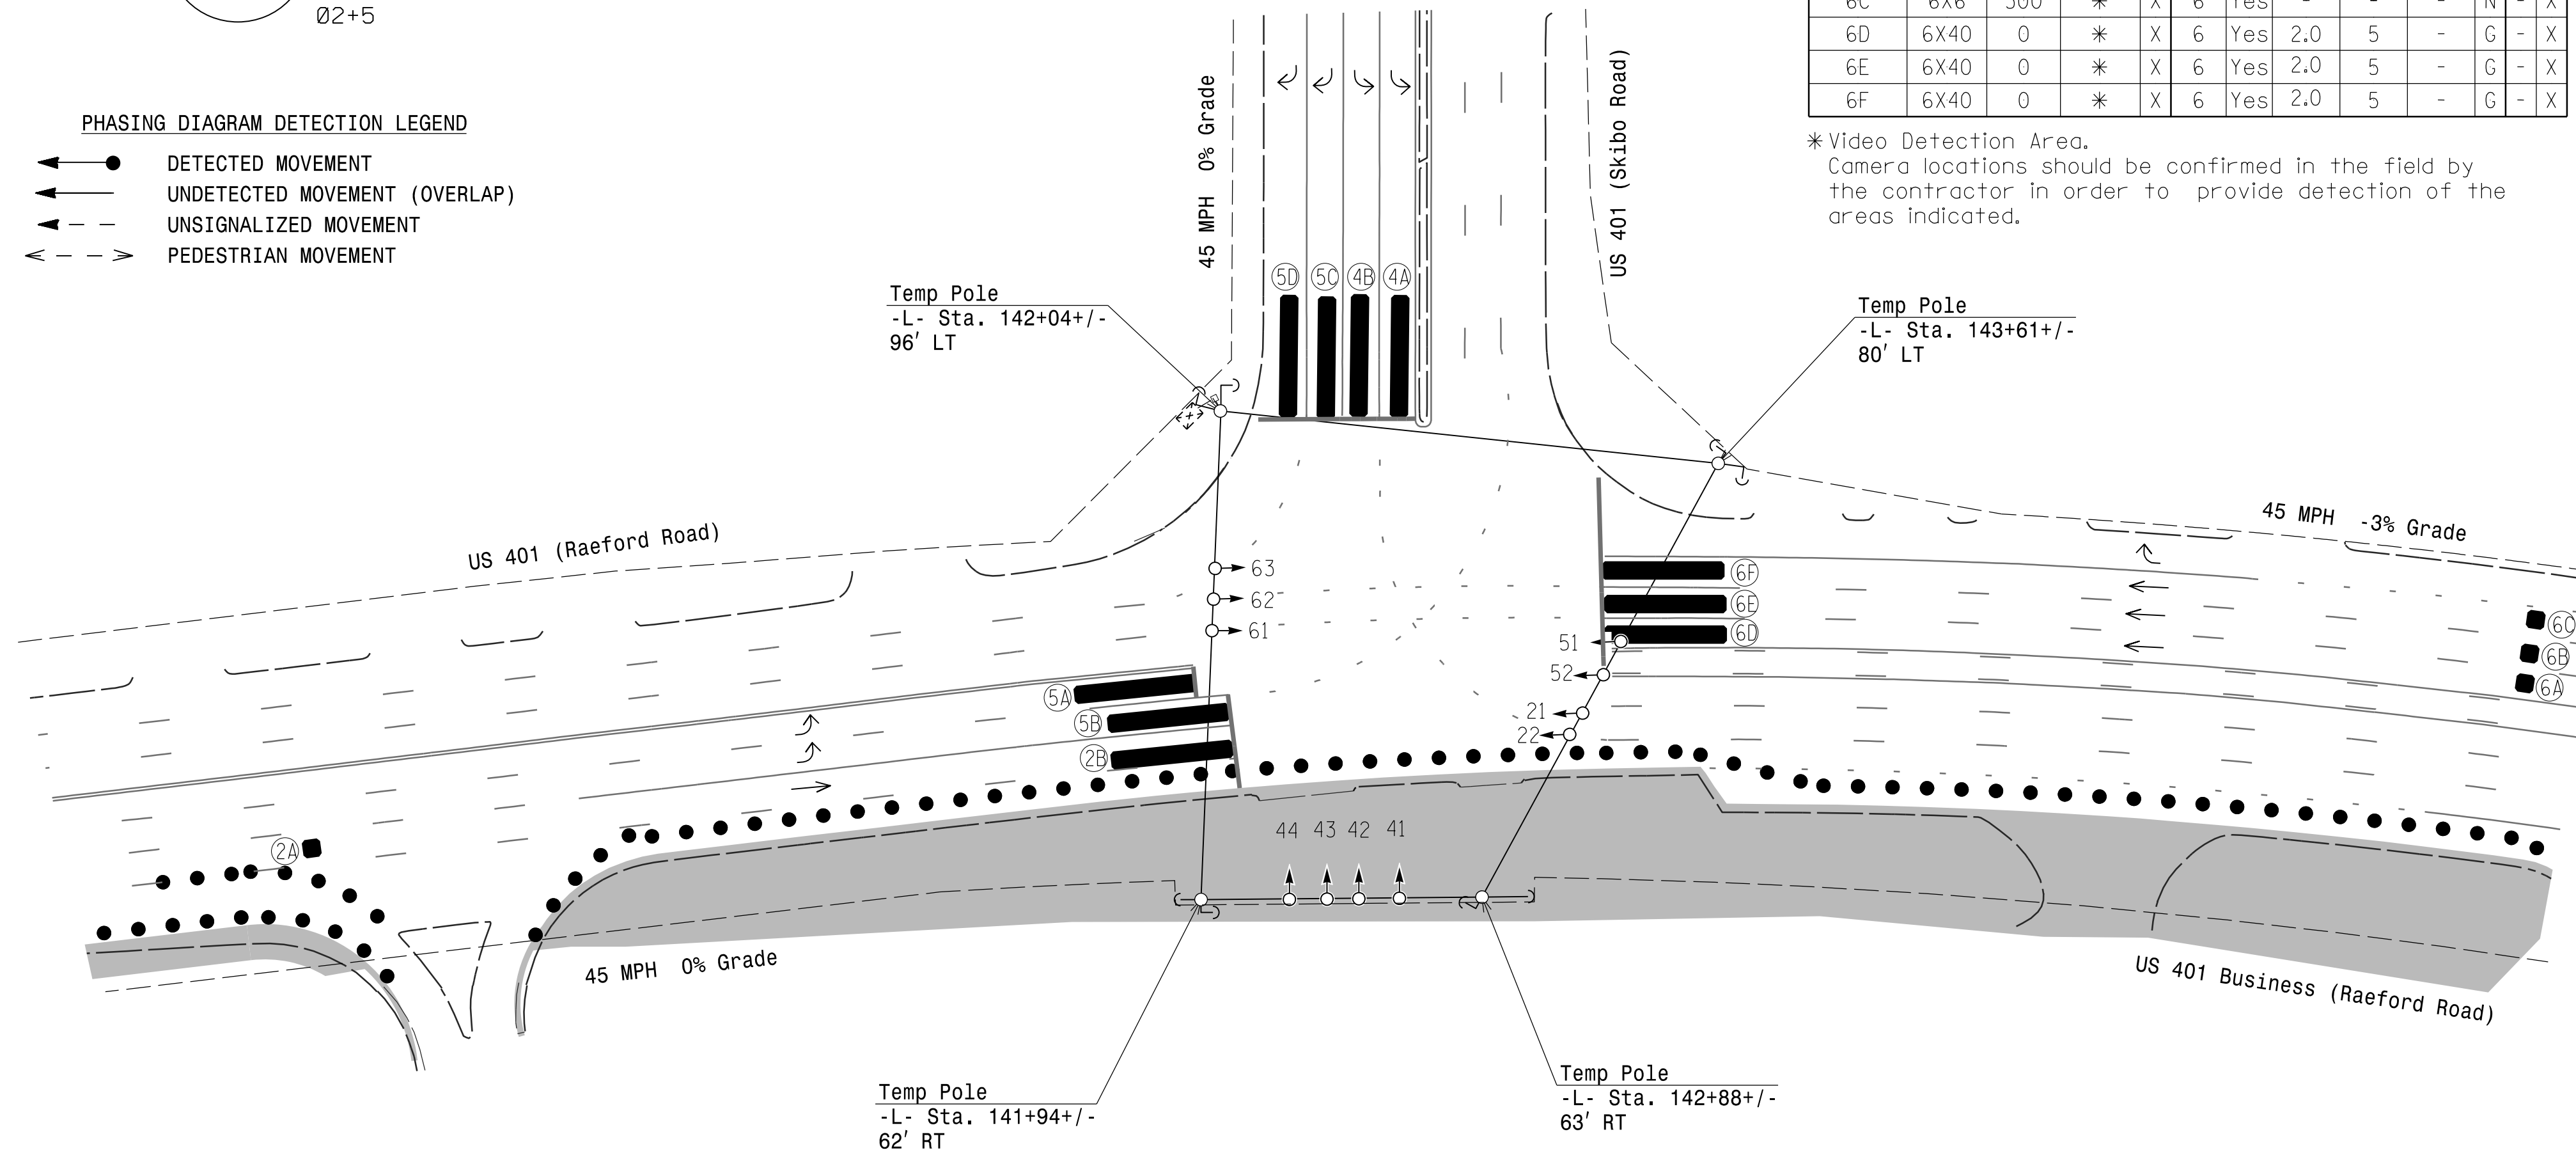 Ø2+5
6C 6X6 300 * X 6 Yes - - - N - X
6D 6X40 0 * X 6 Yes 2.0 5 - G - X
6E 6X40 0 * X 6 Yes 2.0 5 - G - X
6F 6X40 0 * X 6 Yes 2.0 5 - G - X
PHASING DIAGRAM DETECTION LEGEND
DETECTED MOVEMENT
UNDETECTED MOVEMENT (OVERLAP)
UNSIGNALIZED MOVEMENT
PEDESTRIAN MOVEMENT
* Video Detection Area.
Camera locations should be confirmed in the field by
the contractor in order to provide detection of the
areas indicated.
45 MPH 0% Grade
US 401 (Skibo Road)
5D 5C 4B 4A
Temp Pole
-L- Sta. 142+04+/-
96' LT
Temp Pole
-L- Sta. 143+61+/-
80' LT
US 401 (Raeford Road)
45 MPH -3% Grade
63
62
61
6F
6E
6D
51
52
21
22
6C
6B
6A
5A
5B
2B
2A
44 43 42 41
45 MPH 0% Grade
US 401 Business (Raeford Road)
Temp Pole
-L- Sta. 141+94+/-
62' RT
Temp Pole
-L- Sta. 142+88+/-
63' RT